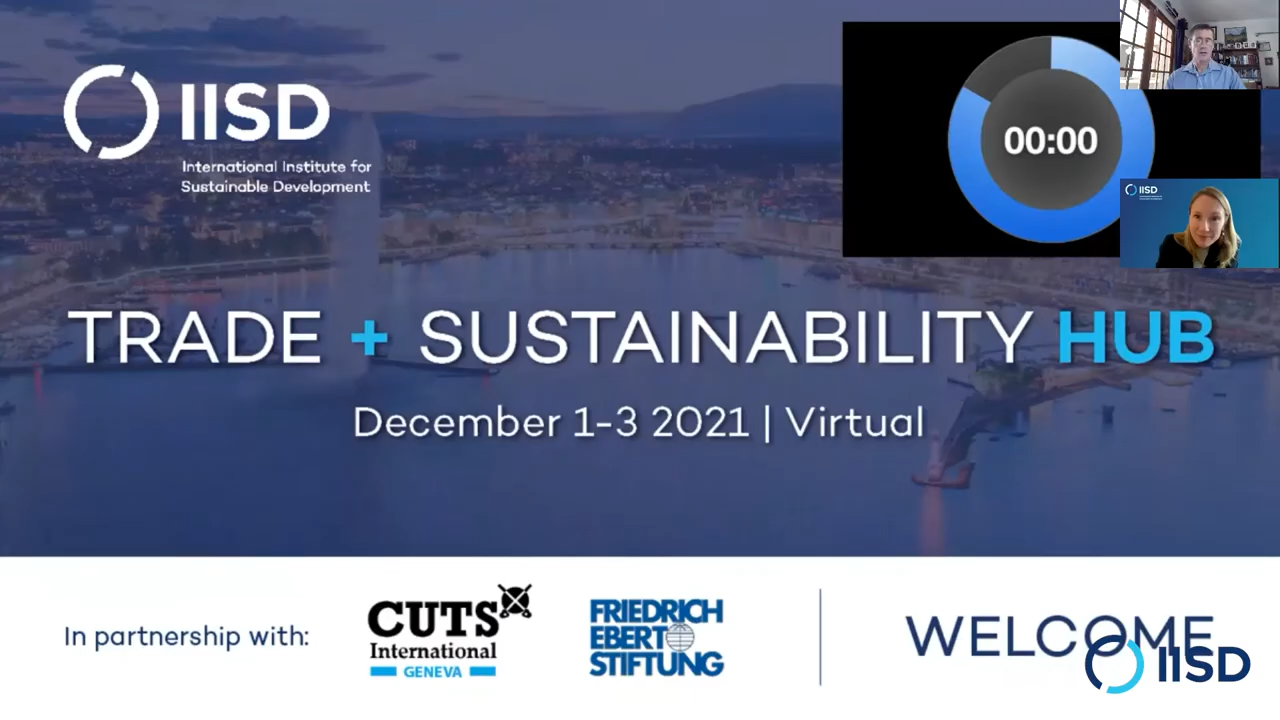 IISD
International Institute for
Sustainable Development
00:00
IISD
TRADE + SUSTAINABILITY HUB
December 1-3 2021 | Virtual
In partnership with:
CUTS
International
GENEVA
FRIEDRICH
EBERT
STIFTUNG
WELCOME
IISD